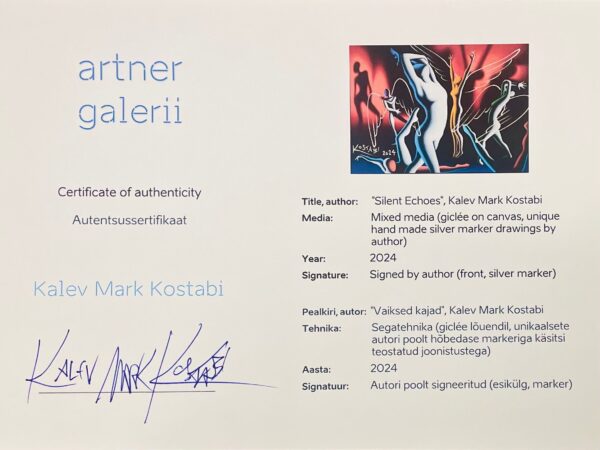 artner
galerii
Certificate of authenticity
Autentsussertifikaat
Kalev Mark Kostabi
KALEV MARK KOSTABI
KOSTABI 2024
Title, author: "Silent Echoes", Kalev Mark Kostabi
Media: Mixed media (giclée on canvas, unique
hand made silver marker drawings by
author)
Year: 2024
Signature: Signed by author (front, silver marker)
Pealkiri, autor: "Vaiksed kajad", Kalev Mark Kostabi
Tehnika: Segatehnika (giclée lõuendil, unikaalsete
autori poolt hõbedase markeriga käsitsi
teostatud joonistustega)
Aasta: 2024
Signatuur: Autori poolt signeeritud (esikülg, marker)